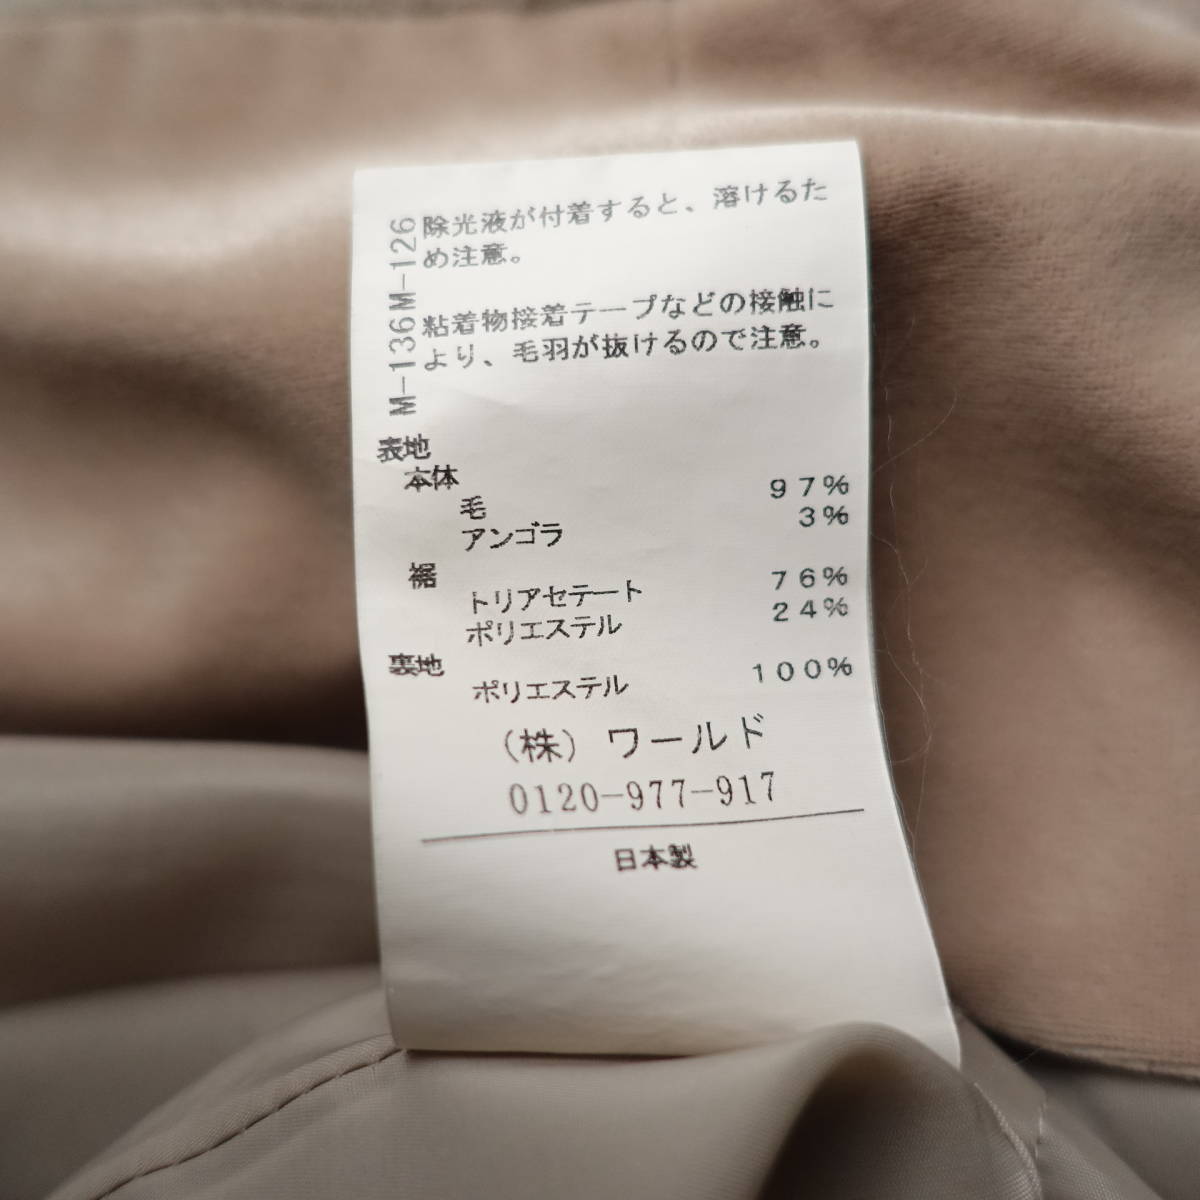 M-136M-126
除光液が付着すると、溶けるた
め注意。
粘着物接着テープなどの接触に
より、毛羽が抜けるので注意。
表地
本体
毛 97%
アンゴラ 3%
裾
トリアセテート 76%
ポリエステル 24%
裏地
ポリエステル 100%
(株) ワールド
0120-977-917
日本製